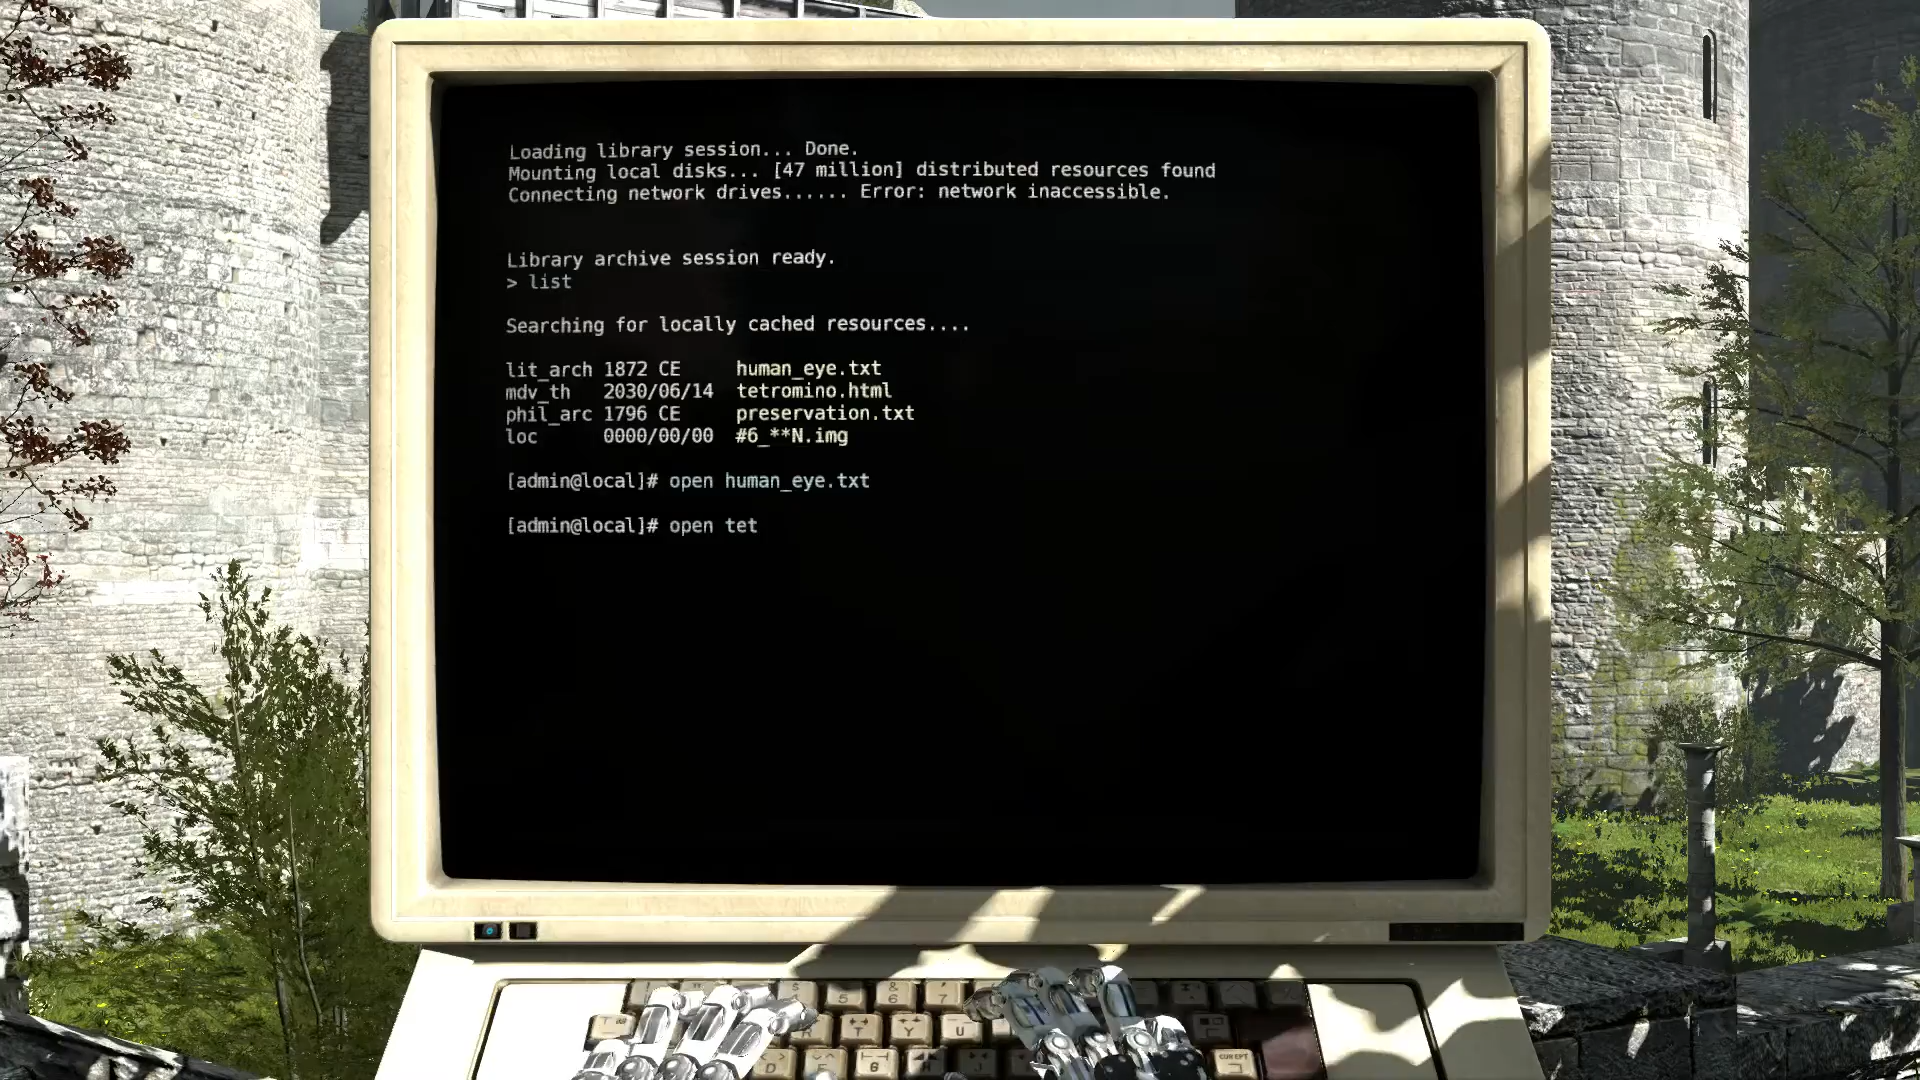 Loading library session... Done.
Mounting local disks... [47 million] distributed resources found
Connecting network drives...... Error: network inaccessible.
Library archive session ready.
> list
Searching for locally cached resources....
lit_arch 1872 CE human_eye.txt
mdv_th 2030/06/14 tetromino.html
phil_arc 1796 CE preservation.txt
loc 0000/00/00 #6_**N.img
[admin@local]# open human_eye.txt
[admin@local]# open tet
5 6 7
T Y U
D F G